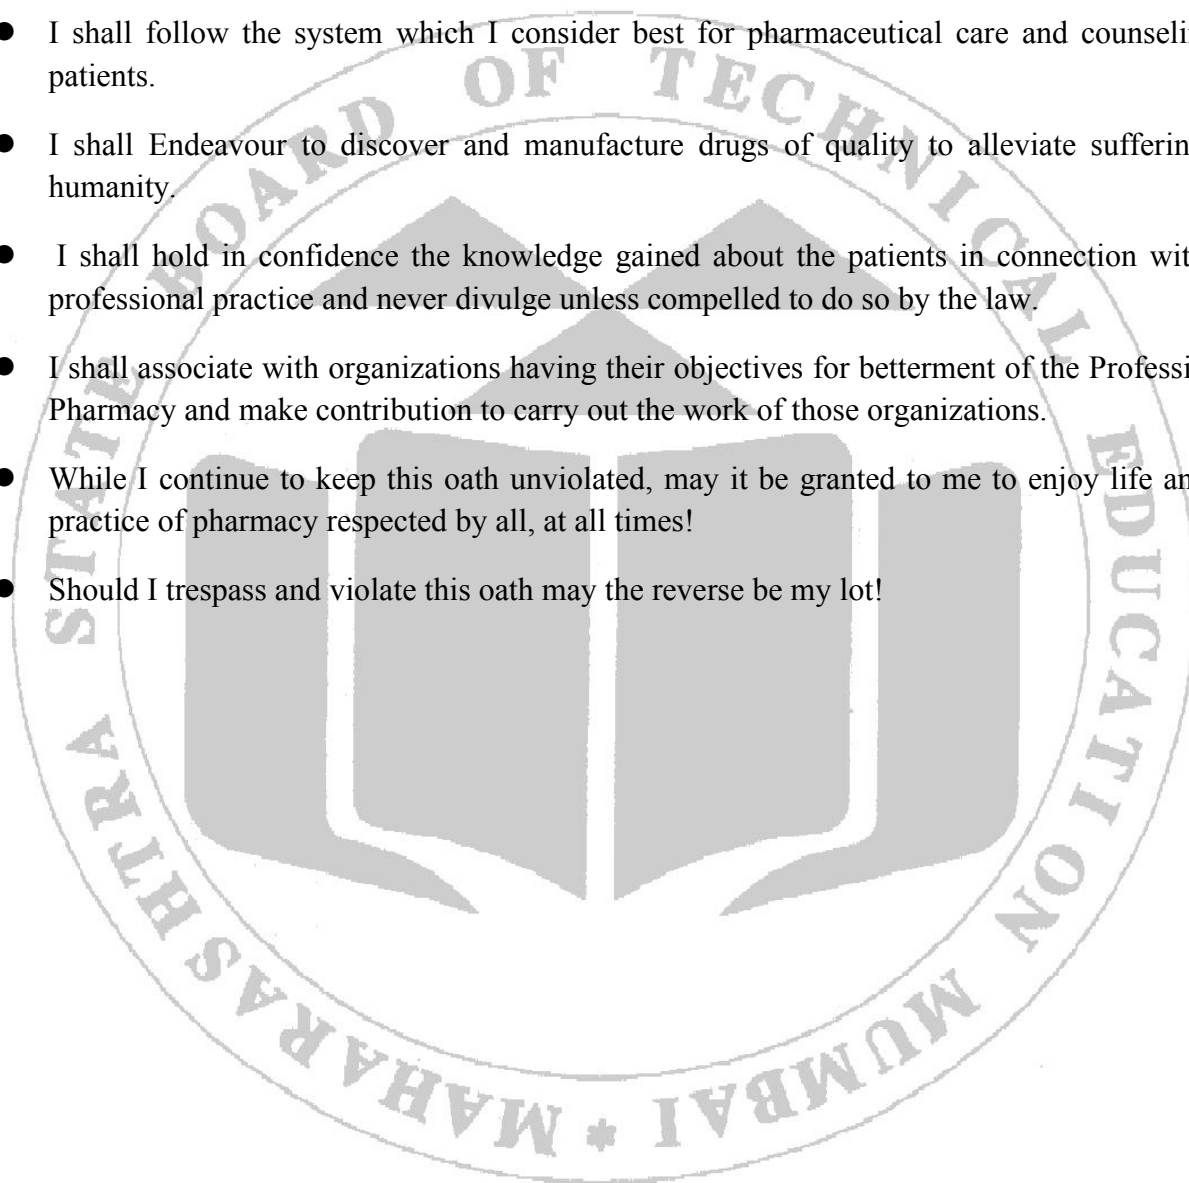 ● I shall follow the system which I consider best for pharmaceutical care and
patients.
● I shall Endeavour to discover and manufacture drugs of quality to alleviate
humanity.
● I shall hold in confidence the knowledge gained about the patients in connection
professional practice and never divulge unless compelled to do so by the law.
● I shall associate with organizations having their objectives for betterment of the
Pharmacy and make contribution to carry out the work of those organizations.
● While I continue to keep this oath unviolated, may it be granted to me to enjoy life
practice of pharmacy respected by all, at all times!
● Should I trespass and violate this oath may the reverse be my lot!
MAHARASHTRA STATE BOARD OF TECHNICAL EDUCATION MUMBAI *